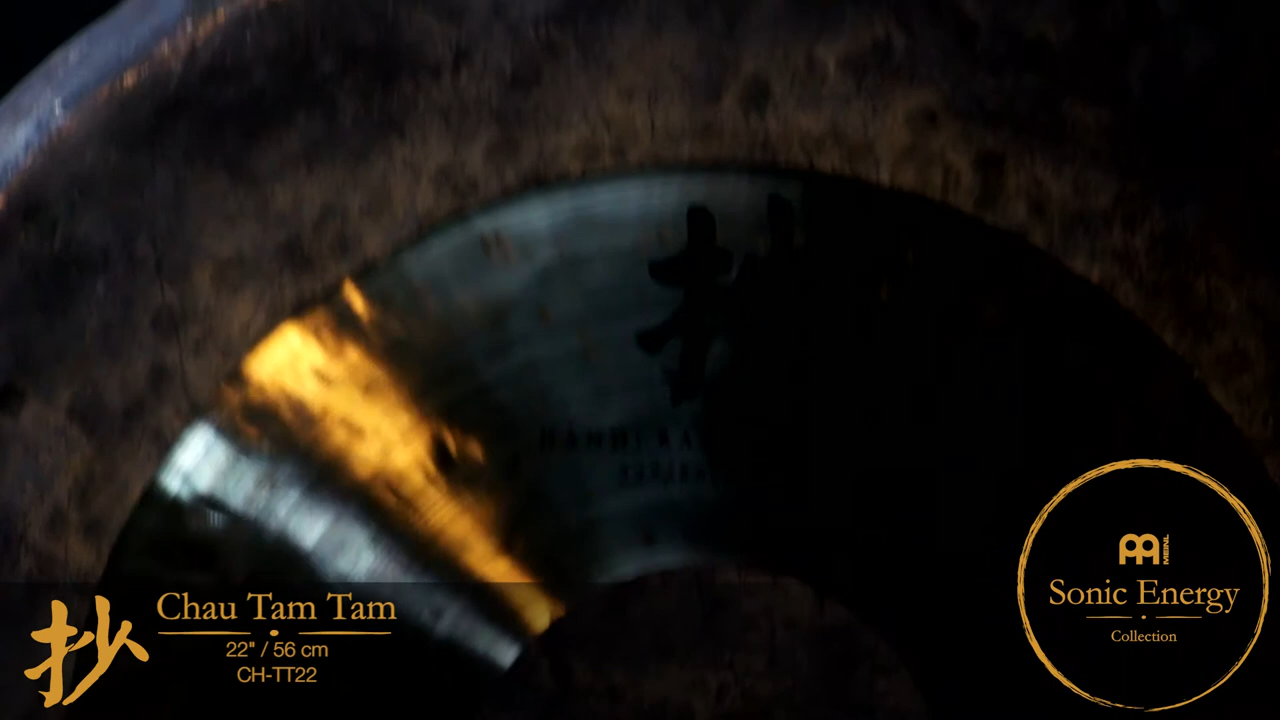 抄
Chau Tam Tam
22" / 56 cm
CH-TT22
MEINL
Sonic Energy
Collection